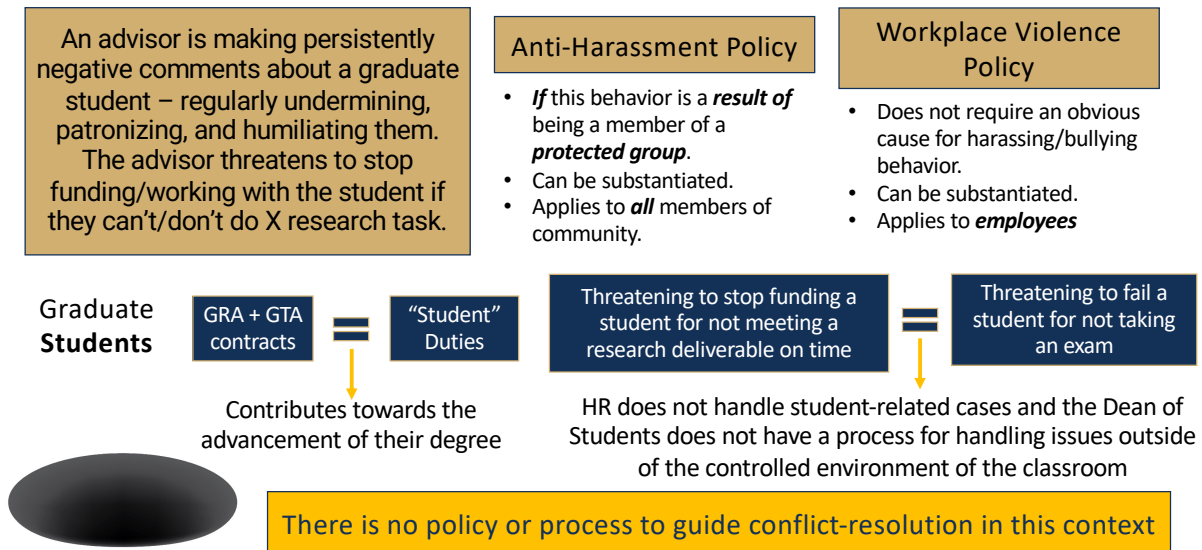 An advisor is making persistently
negative comments about a graduate
student – regularly undermining,
patronizing, and humiliating them.
The advisor threatens to stop
funding/working with the student if
they can't/don't do X research task.
Anti-Harassment Policy
• If this behavior is a result of
being a member of a
protected group.
• Can be substantiated.
• Applies to all members of
community.
Workplace Violence
Policy
• Does not require an obvious
cause for harassing/bullying
behavior.
• Can be substantiated.
• Applies to employees
Graduate
Students
GRA + GTA
contracts
=
“Student”
Duties
Contributes towards the
advancement of their degree
Threatening to stop funding a
student for not meeting a
research deliverable on time
=
Threatening to fail a
student for not taking
an exam
HR does not handle student-related cases and the Dean of
Students does not have a process for handling issues outside
of the controlled environment of the classroom
There is no policy or process to guide conflict-resolution in this context